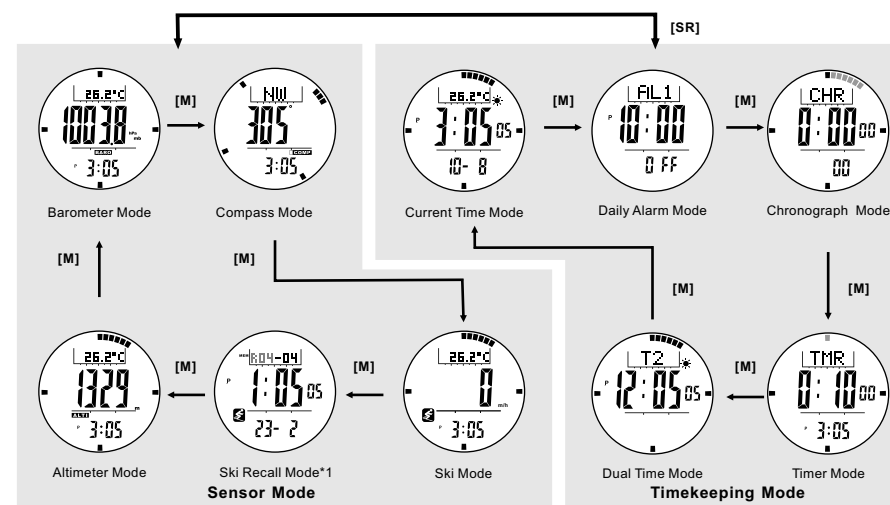 [SR]
26.2°C
1003.8
hPa
mb
BARO
P 3:05
Barometer Mode
[M]
NW
305°
COMP
3:05
Compass Mode
26.2°C
P 3:05 05
10- 8
Current Time Mode
[M]
AL1
P 10:00
OFF
Daily Alarm Mode
[M]
CHR
0:00 00
00
Chronograph Mode
[M]
[M]
[M]
[M]
26.2°C
1329
m
ALTI
P 3:05
Altimeter Mode
[M]
R04-04
P 1:05 05
23- 2
Ski Recall Mode*1
[M]
26.2°C
0
m/h
P 3:05
Ski Mode
T2
P 12:05 05
Dual Time Mode
[M]
TMR
0:10 00
P 3:05
Timer Mode
Sensor Mode
Timekeeping Mode